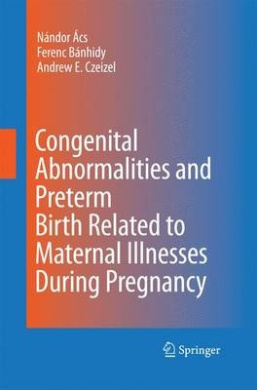 Nándor Ács
Ferenc Bánhidy
Andrew E. Czeizel
Congenital
Abnormalities and
Preterm
Birth Related to
Maternal Illnesses
During Pregnancy
Springer